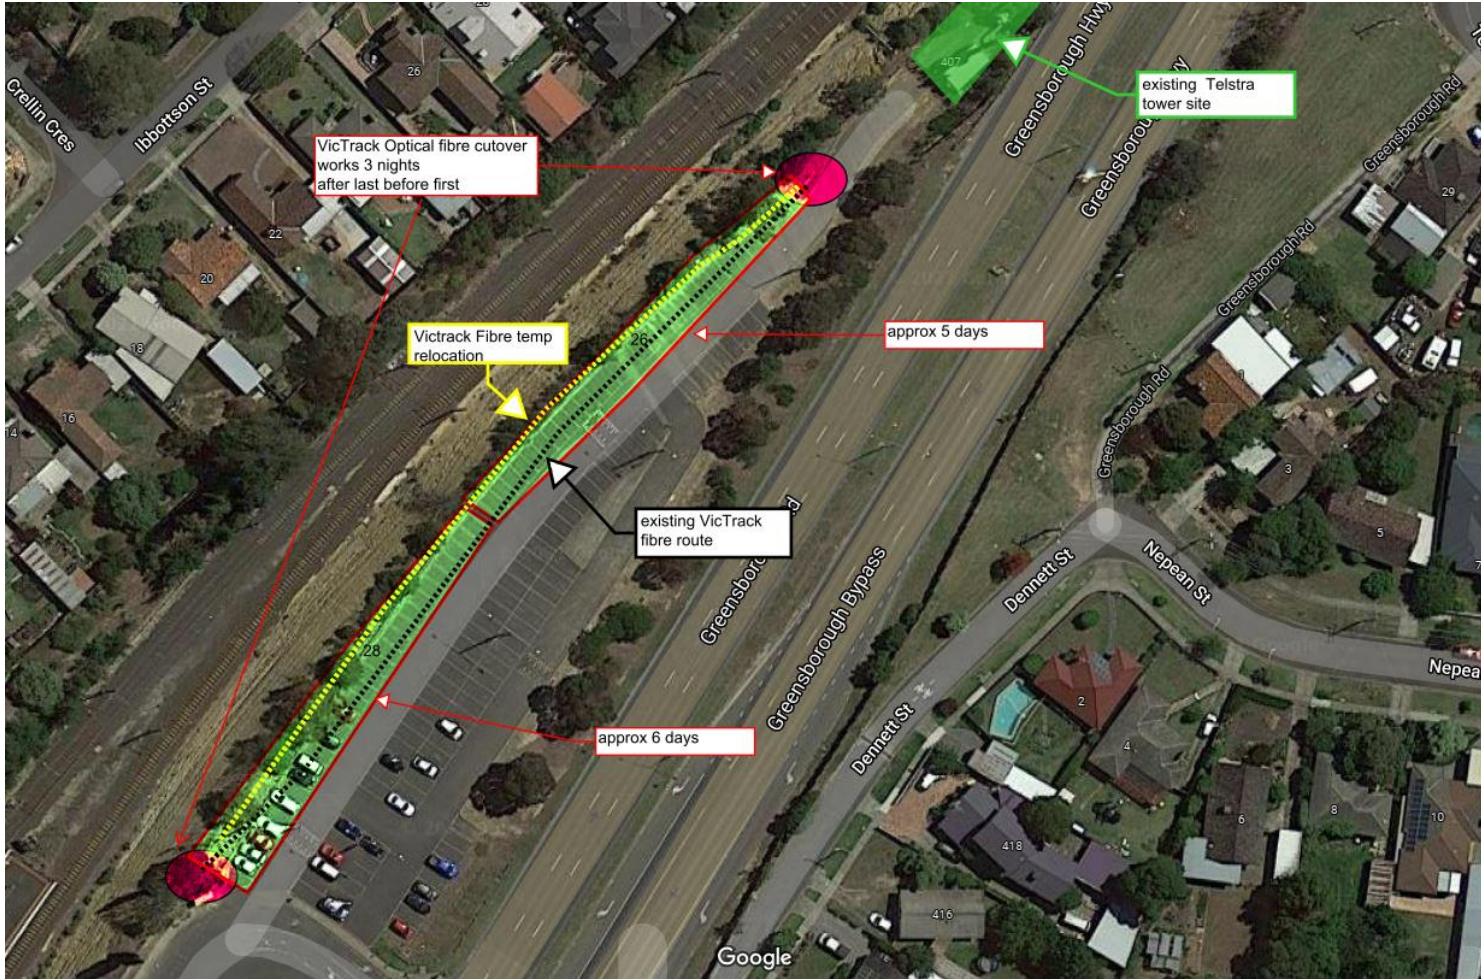 Crellin Cres
Ibbottson St
26
22
20
18
16
14
VicTrack Optical fibre cutover
works 3 nights
after last before first
407
Greensborough Hwy
existing Telstra
tower site
Greensborough Rd
29
Greensborough Rd
Victrack Fibre temp
relocation
26
approx 5 days
Greensborough Rd
3
5
7
existing VicTrack
fibre route
28
Greensborough Bypass
Dennett St
Nepean St
approx 6 days
2
4
Dennett St
6
8
10
418
416
Google